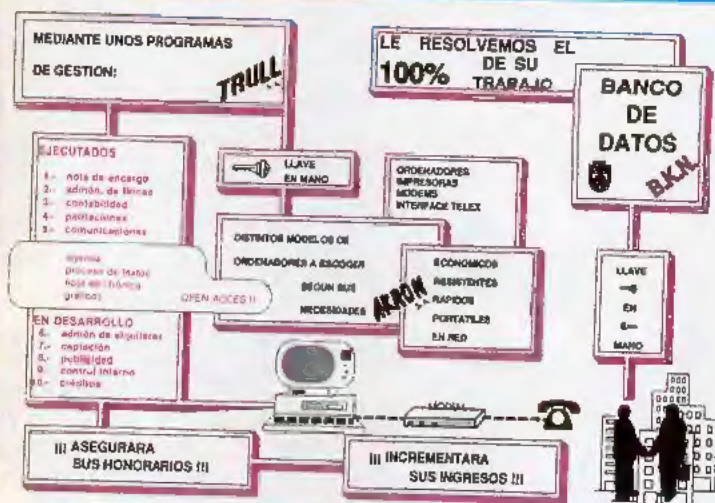 MEDIANTE UNOS PROGRAMAS
DE GESTION:
TRULL
LE RESOLVEMOS EL
100% DE SU
TRABAJO
BANCO
DE
DATOS
B.K.N.
EJECUTADOS
1.- nota de encargo
2.- admón. de fincas
3.- contabilidad
4.- peritaciones
5.- comunicaciones
agenda
proceso de textos
hoja electrónica
gráficos
OPEN ACCES II
EN DESARROLLO
6.- admón de alquileres
7.- captación
8.- publicidad
9.- control interno
10.- créditos
LLAVE
EN MANO
ORDENADORES
IMPRESORAS
MODEMS
INTERFACE TELEX
DISTINTOS MODELOS DE
ORDENADORES A ESCOGER
SEGUN SUS
NECESIDADES
AKRON
ECONOMICOS
RESISTENTES
RAPIDOS
PORTATILES
EN RED
LLAVE
EN
MANO
MODEM
¡¡¡ ASEGURARA
SUS HONORARIOS !!!
¡¡¡ INCREMENTARA
SUS INGRESOS !!!